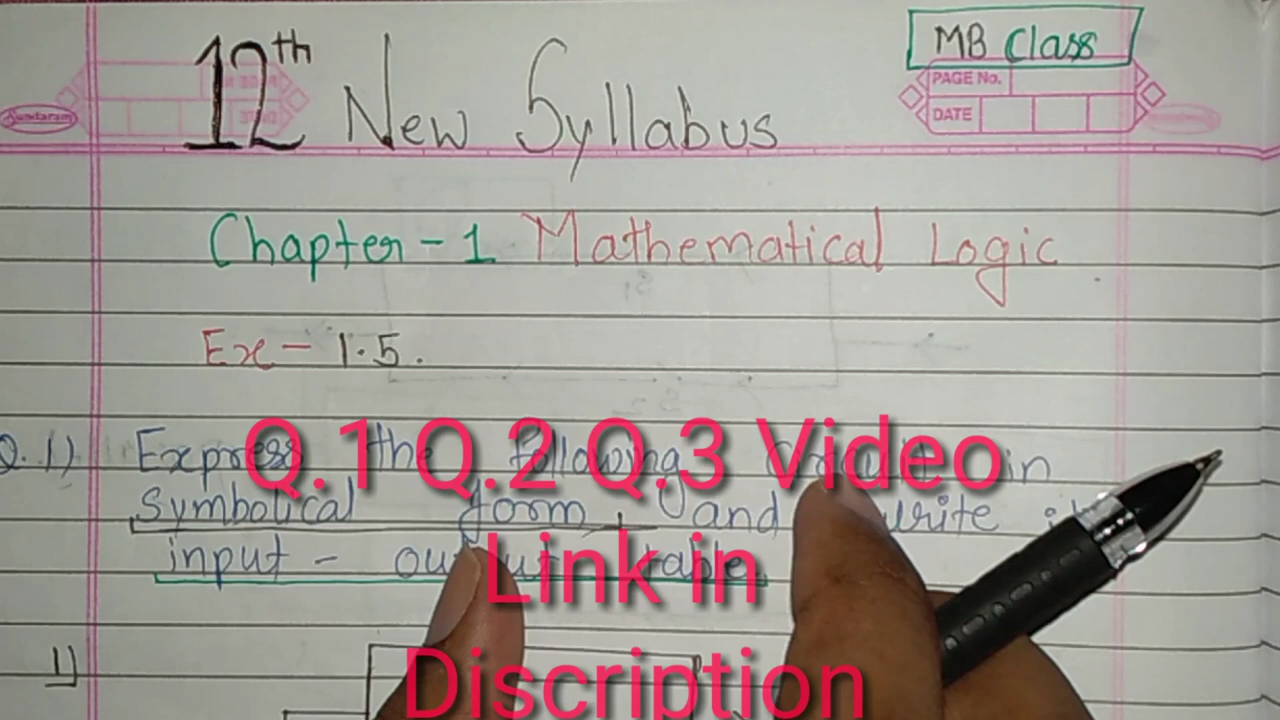 12th New Syllabus
MB Class
PAGE No.
DATE
Sundaram
Chapter - 1 Mathematical Logic
Ex - 1.5.
Q.1) Express the following in
symbolical form, and write
input - output table.
Q.1 Q.2 Q.3 Video
Link in
Discription
1)